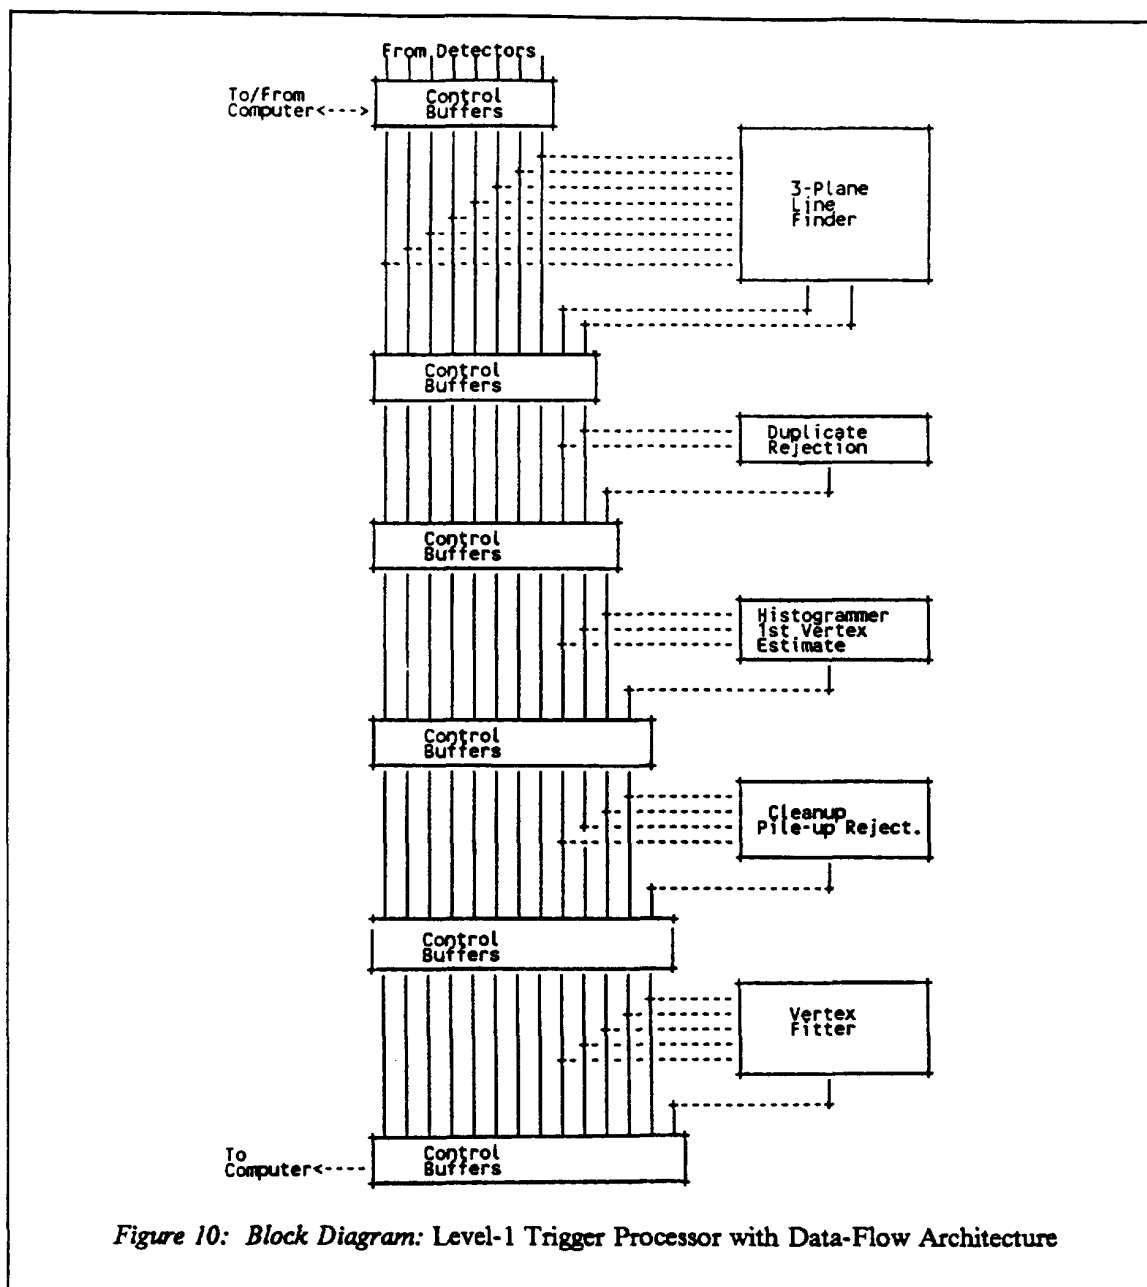 From Detectors
To/From
Computer<--->
Control
Buffers
3-Plane
Line
Finder
Control
Buffers
Duplicate
Rejection
Control
Buffers
Histogrammer
1st Vertex
Estimate
Control
Buffers
Cleanup
Pile-up Reject.
Control
Buffers
Vertex
Fitter
To
Computer<----
Control
Buffers
Figure 10: Block Diagram: Level-1 Trigger Processor with Data-Flow Architecture